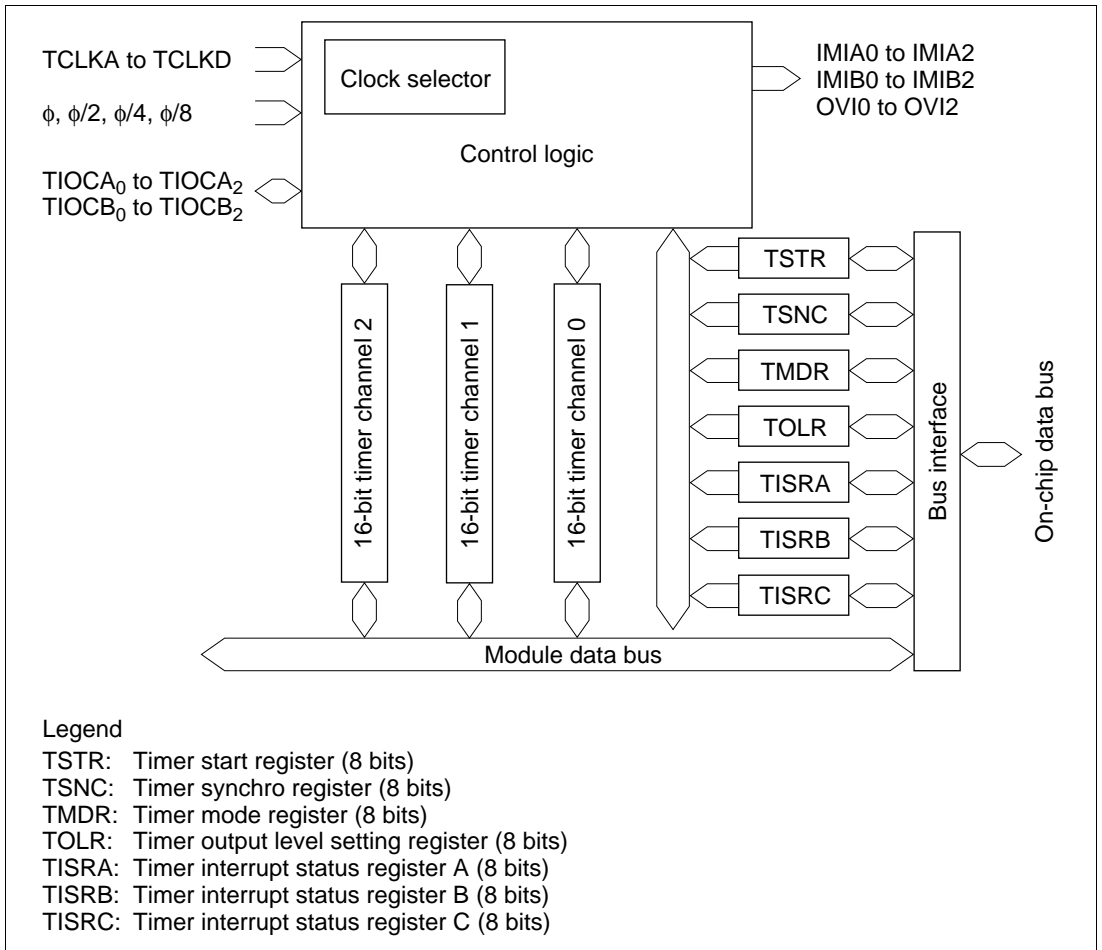 TCLKA to TCLKD
ϕ, ϕ/2, ϕ/4, ϕ/8
TIOCA0 to TIOCA2
TIOCB0 to TIOCB2
Clock selector
Control logic
IMIA0 to IMIA2
IMIB0 to IMIB2
OVI0 to OVI2
16-bit timer channel 2
16-bit timer channel 1
16-bit timer channel 0
TSTR
TSNC
TMDR
TOLR
TISRA
TISRB
TISRC
Bus interface
On-chip data bus
Module data bus
Legend
TSTR: Timer start register (8 bits)
TSNC: Timer synchro register (8 bits)
TMDR: Timer mode register (8 bits)
TOLR: Timer output level setting register (8 bits)
TISRA: Timer interrupt status register A (8 bits)
TISRB: Timer interrupt status register B (8 bits)
TISRC: Timer interrupt status register C (8 bits)